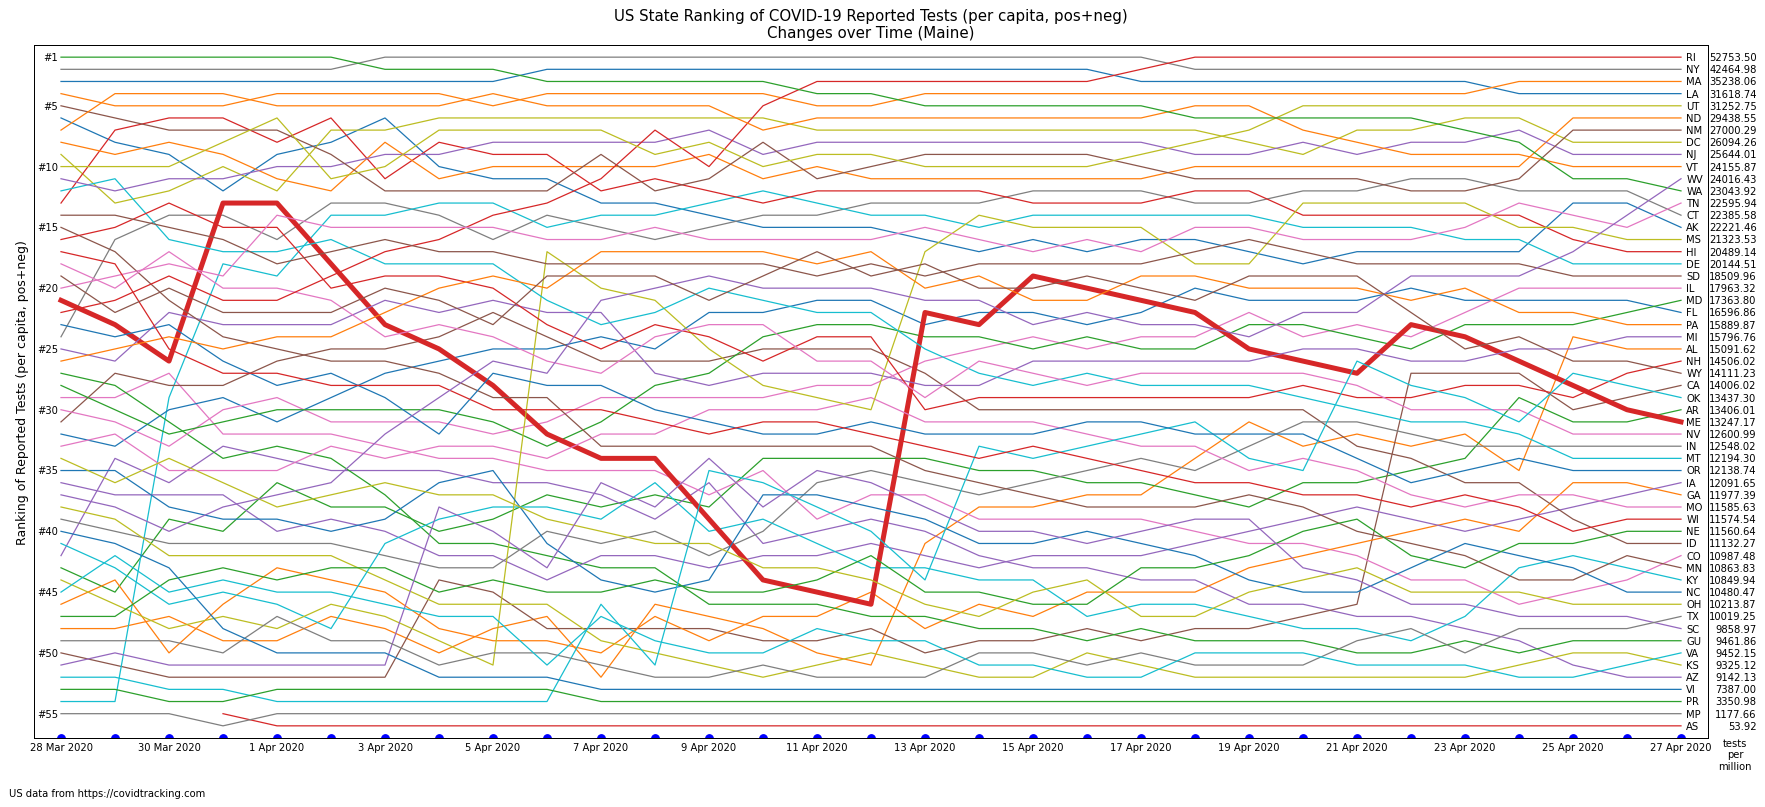 US State Ranking of COVID-19 Reported Tests (per capita, pos+neg)
Changes over Time (Maine)
Ranking of Reported Tests (per capita, pos+neg)
#1
#5
#10
#15
#20
#25
#30
#35
#40
#45
#50
#55
RI 52753.50
NY 42464.98
MA 35238.06
LA 31618.74
UT 31252.75
ND 29438.55
NM 27000.29
DC 26094.26
NJ 25644.01
VT 24155.87
WV 24016.43
WA 23043.92
TN 22595.94
CT 22385.58
AK 22221.46
MS 21323.53
HI 20489.14
DE 20144.51
SD 18509.96
IL 17963.32
MD 17363.80
FL 16596.86
PA 15889.87
MI 15796.76
AL 15091.62
NH 14506.02
WY 14111.23
CA 14006.02
OK 13437.30
AR 13406.01
ME 13247.17
NV 12600.99
IN 12548.02
MT 12194.30
OR 12138.74
IA 12091.65
GA 11977.39
MO 11585.63
WI 11574.54
NE 11560.64
ID 11132.27
CO 10987.48
MN 10863.83
KY 10849.94
NC 10480.47
OH 10213.87
TX 10019.25
SC 9858.97
GU 9461.86
VA 9452.15
KS 9325.12
AZ 9142.13
VI 7387.00
PR 3350.98
MP 1177.66
AS 53.92
28 Mar 2020 30 Mar 2020 1 Apr 2020 3 Apr 2020 5 Apr 2020 7 Apr 2020 9 Apr 2020 11 Apr 2020 13 Apr 2020 15 Apr 2020 17 Apr 2020 19 Apr 2020 21 Apr 2020 23 Apr 2020 25 Apr 2020 27 Apr 2020
tests
per
million
US data from https://covidtracking.com